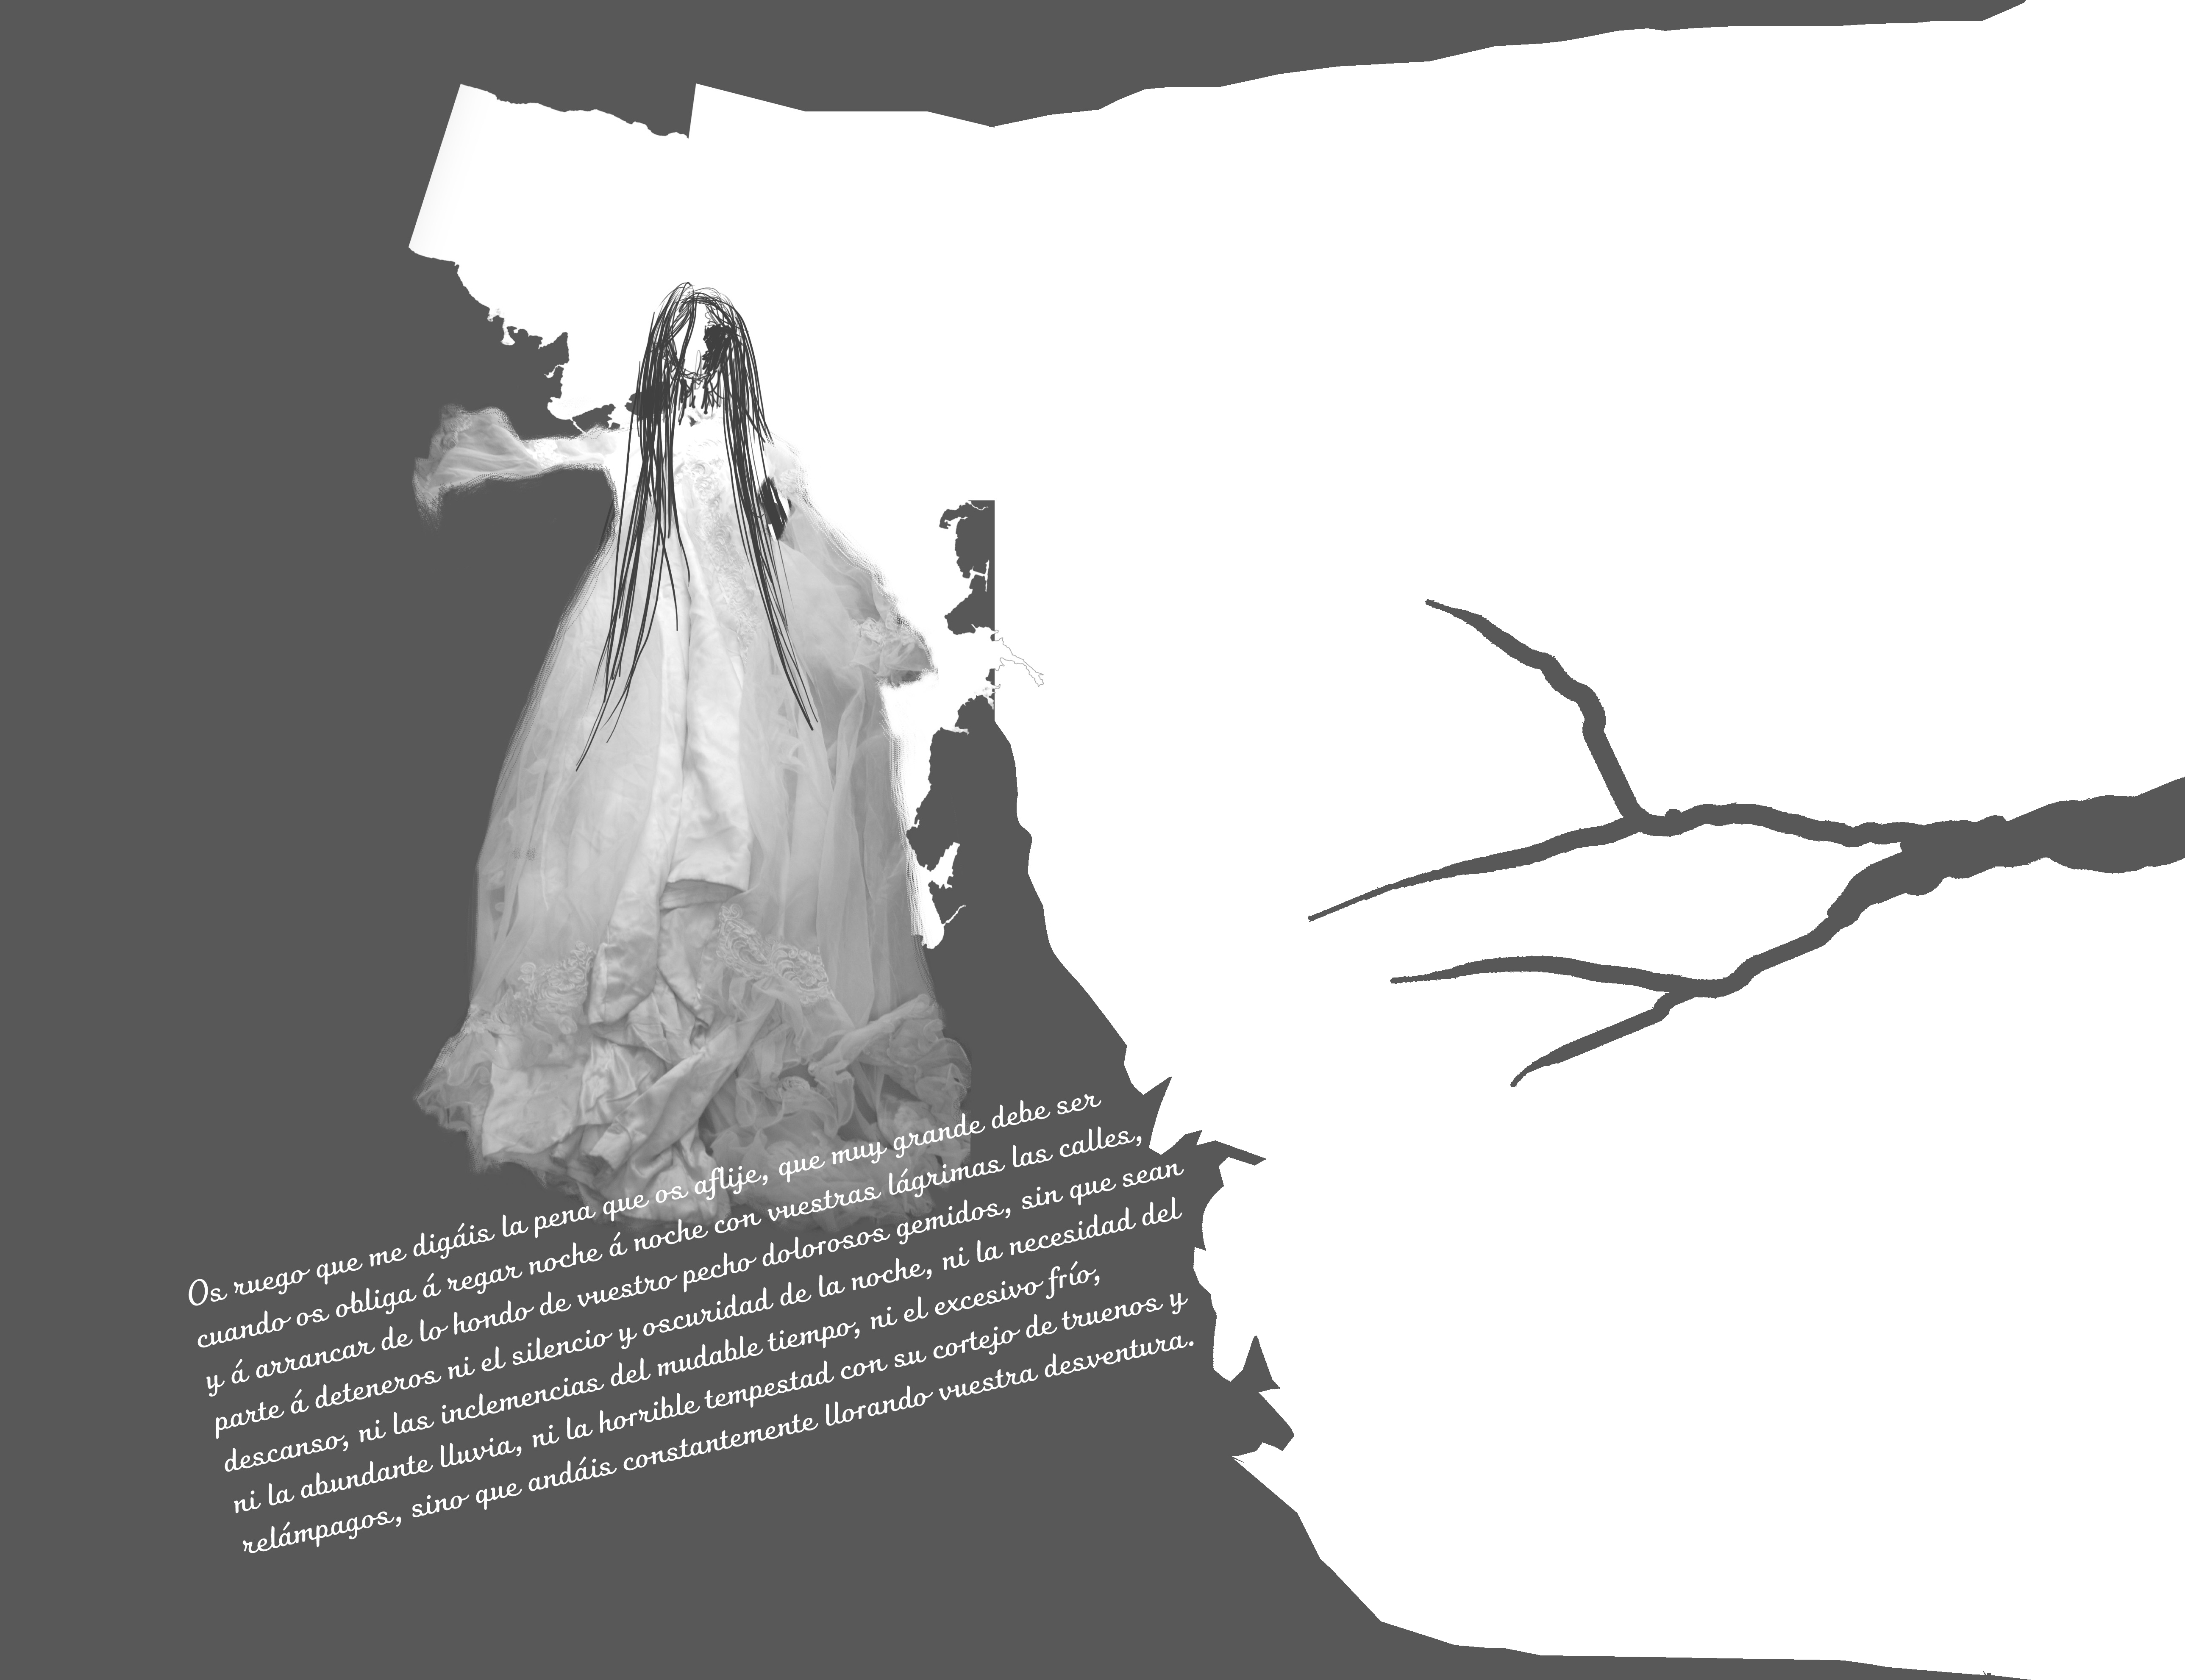 Os ruego que me digáis la pena que os aflije, que muy grande debe ser
cuando os obliga á regar noche á noche con vuestras lágrimas las calles,
y á arrancar de lo hondo de vuestro pecho dolorosos gemidos, sin que sean
parte á deteneros ni el silencio y oscuridad de la noche, ni la necesidad del
descanso, ni las inclemencias del mudable tiempo, ni el excesivo frío,
ni la abundante lluvia, ni la horrible tempestad con su cortejo de truenos y
relámpagos, sino que andáis constantemente llorando vuestra desventura.